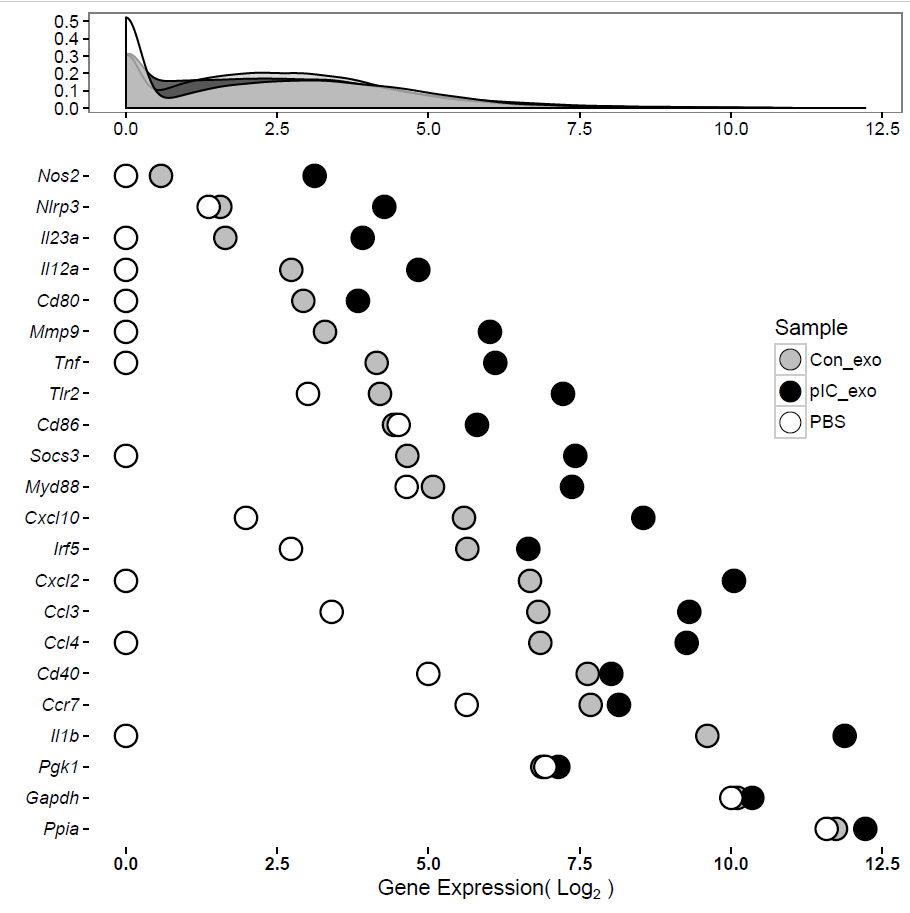 0.5
0.4
0.3
0.2
0.1
0.0
0.0 2.5 5.0 7.5 10.0 12.5
Nos2
Nlrp3
Il23a
Il12a
Cd80
Mmp9
Tnf
Tlr2
Cd86
Socs3
Myd88
Cxcl10
Irf5
Cxcl2
Ccl3
Ccl4
Cd40
Ccr7
Il1b
Pgk1
Gapdh
Ppia
Sample
Con_exo
pIC_exo
PBS
0.0 2.5 5.0 7.5 10.0 12.5
Gene Expression( Log₂ )